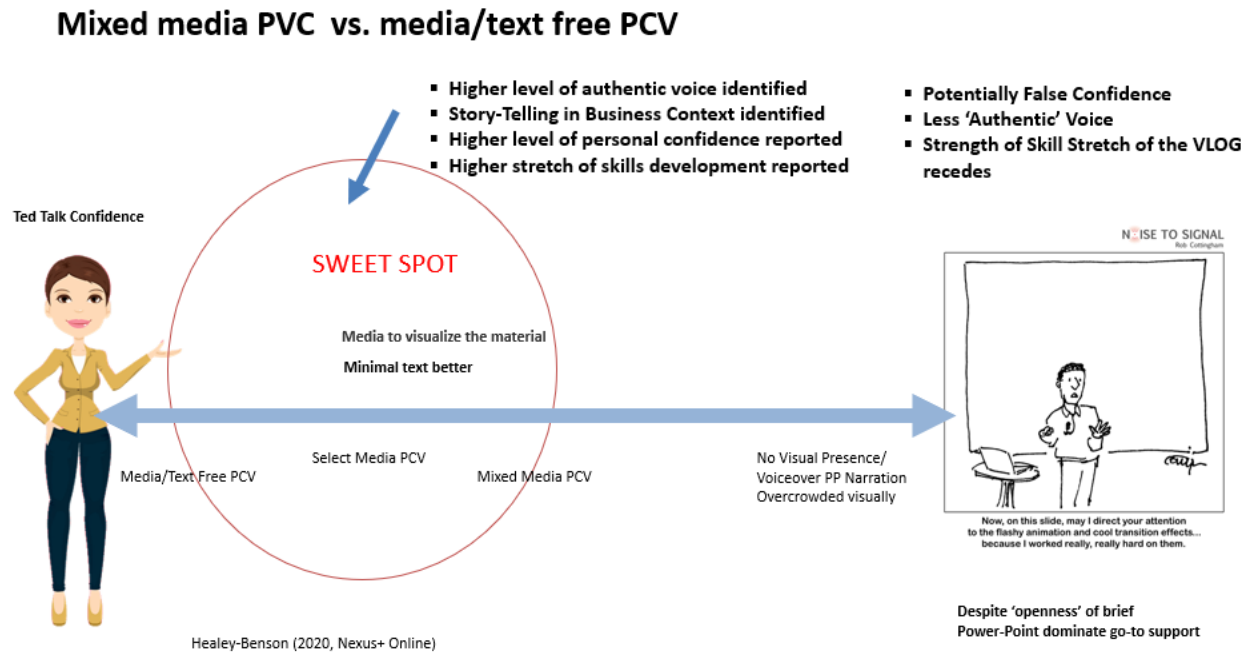 Mixed media PVC vs. media/text free PCV
▪ Higher level of authentic voice identified
▪ Story-Telling in Business Context identified
▪ Higher level of personal confidence reported
▪ Higher stretch of skills development reported
▪ Potentially False Confidence
▪ Less ‘Authentic’ Voice
▪ Strength of Skill Stretch of the VLOG
recedes
Ted Talk Confidence
SWEET SPOT
Media to visualize the material
Minimal text better
Media/Text Free PCV
Select Media PCV
Mixed Media PCV
No Visual Presence/
Voiceover PP Narration
Overcrowded visually
NOISE TO SIGNAL
Rob Cottingham
Now, on this slide, may I direct your attention
to the flashy animation and cool transition effects...
because I worked really, really hard on them.
Despite ‘openness’ of brief
Power-Point dominate go-to support
Healey-Benson (2020, Nexus+ Online)